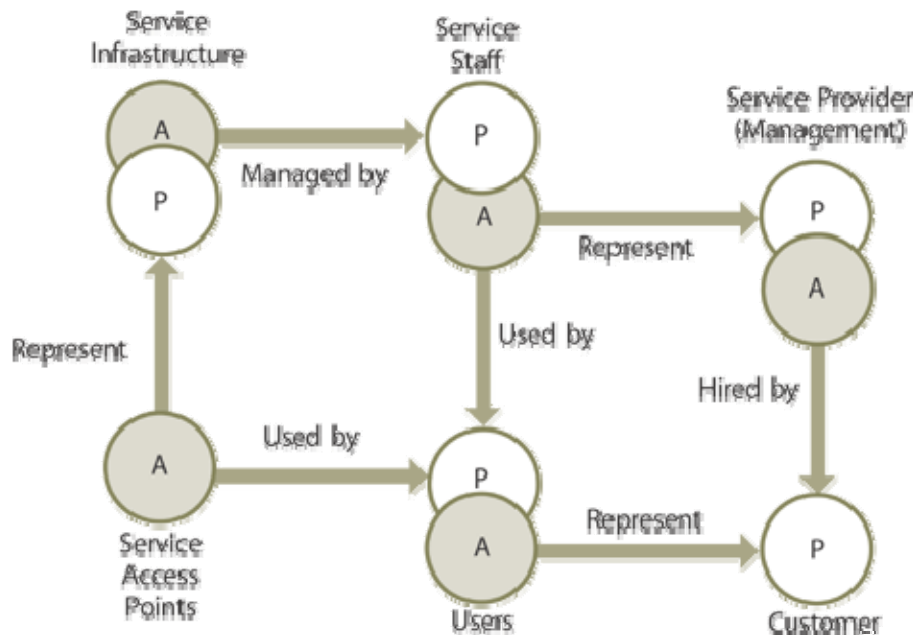 Service
Infrastructure
Service
Staff
Service Provider
(Management)
A
P
Managed by
P
A
Represent
P
A
Represent
Used by
Hired by
A
Used by
P
A
Represent
P
Service
Access
Points
Users
Customer